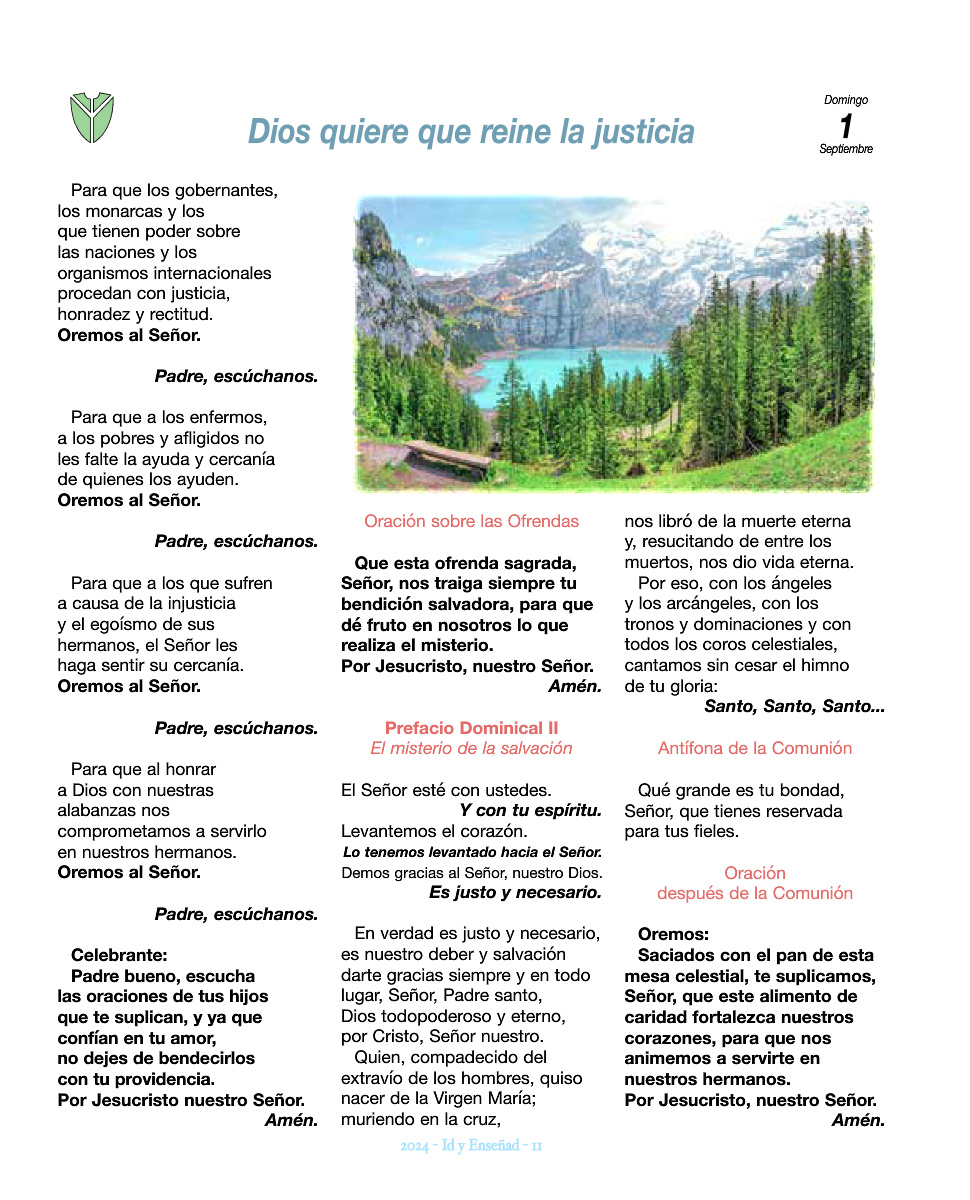 Dios quiere que reine la justicia
Domingo
1
Septiembre
Para que los gobernantes,
los monarcas y los
que tienen poder sobre
las naciones y los
organismos internacionales
procedan con justicia,
honradez y rectitud.
Oremos al Señor.
Padre, escúchanos.
Para que a los enfermos,
a los pobres y afligidos no
les falte la ayuda y cercanía
de quienes los ayuden.
Oremos al Señor.
Padre, escúchanos.
Para que a los que sufren
a causa de la injusticia
y el egoísmo de sus
hermanos, el Señor les
haga sentir su cercanía.
Oremos al Señor.
Padre, escúchanos.
Para que al honrar
a Dios con nuestras
alabanzas nos
comprometamos a servirlo
en nuestros hermanos.
Oremos al Señor.
Padre, escúchanos.
Celebrante:
Padre bueno, escucha
las oraciones de tus hijos
que te suplican, y ya que
confían en tu amor,
no dejes de bendecirlos
con tu providencia.
Por Jesucristo nuestro Señor.
Amén.
Oración sobre las Ofrendas
Que esta ofrenda sagrada,
Señor, nos traiga siempre tu
bendición salvadora, para que
dé fruto en nosotros lo que
realiza el misterio.
Por Jesucristo, nuestro Señor.
Amén.
Prefacio Dominical II
El misterio de la salvación
El Señor esté con ustedes.
Y con tu espíritu.
Levantemos el corazón.
Lo tenemos levantado hacia el Señor.
Demos gracias al Señor, nuestro Dios.
Es justo y necesario.
En verdad es justo y necesario,
es nuestro deber y salvación
darte gracias siempre y en todo
lugar, Señor, Padre santo,
Dios todopoderoso y eterno,
por Cristo, Señor nuestro.
Quien, compadecido del
extravío de los hombres, quiso
nacer de la Virgen María;
muriendo en la cruz,
nos libró de la muerte eterna
y, resucitando de entre los
muertos, nos dio vida eterna.
Por eso, con los ángeles
y los arcángeles, con los
tronos y dominaciones y con
todos los coros celestiales,
cantamos sin cesar el himno
de tu gloria:
Santo, Santo, Santo...
Antífona de la Comunión
Qué grande es tu bondad,
Señor, que tienes reservada
para tus fieles.
Oración
después de la Comunión
Oremos:
Saciados con el pan de esta
mesa celestial, te suplicamos,
Señor, que este alimento de
caridad fortalezca nuestros
corazones, para que nos
animemos a servirte en
nuestros hermanos.
Por Jesucristo, nuestro Señor.
Amén.
2024 - Id y Enseñad - 11